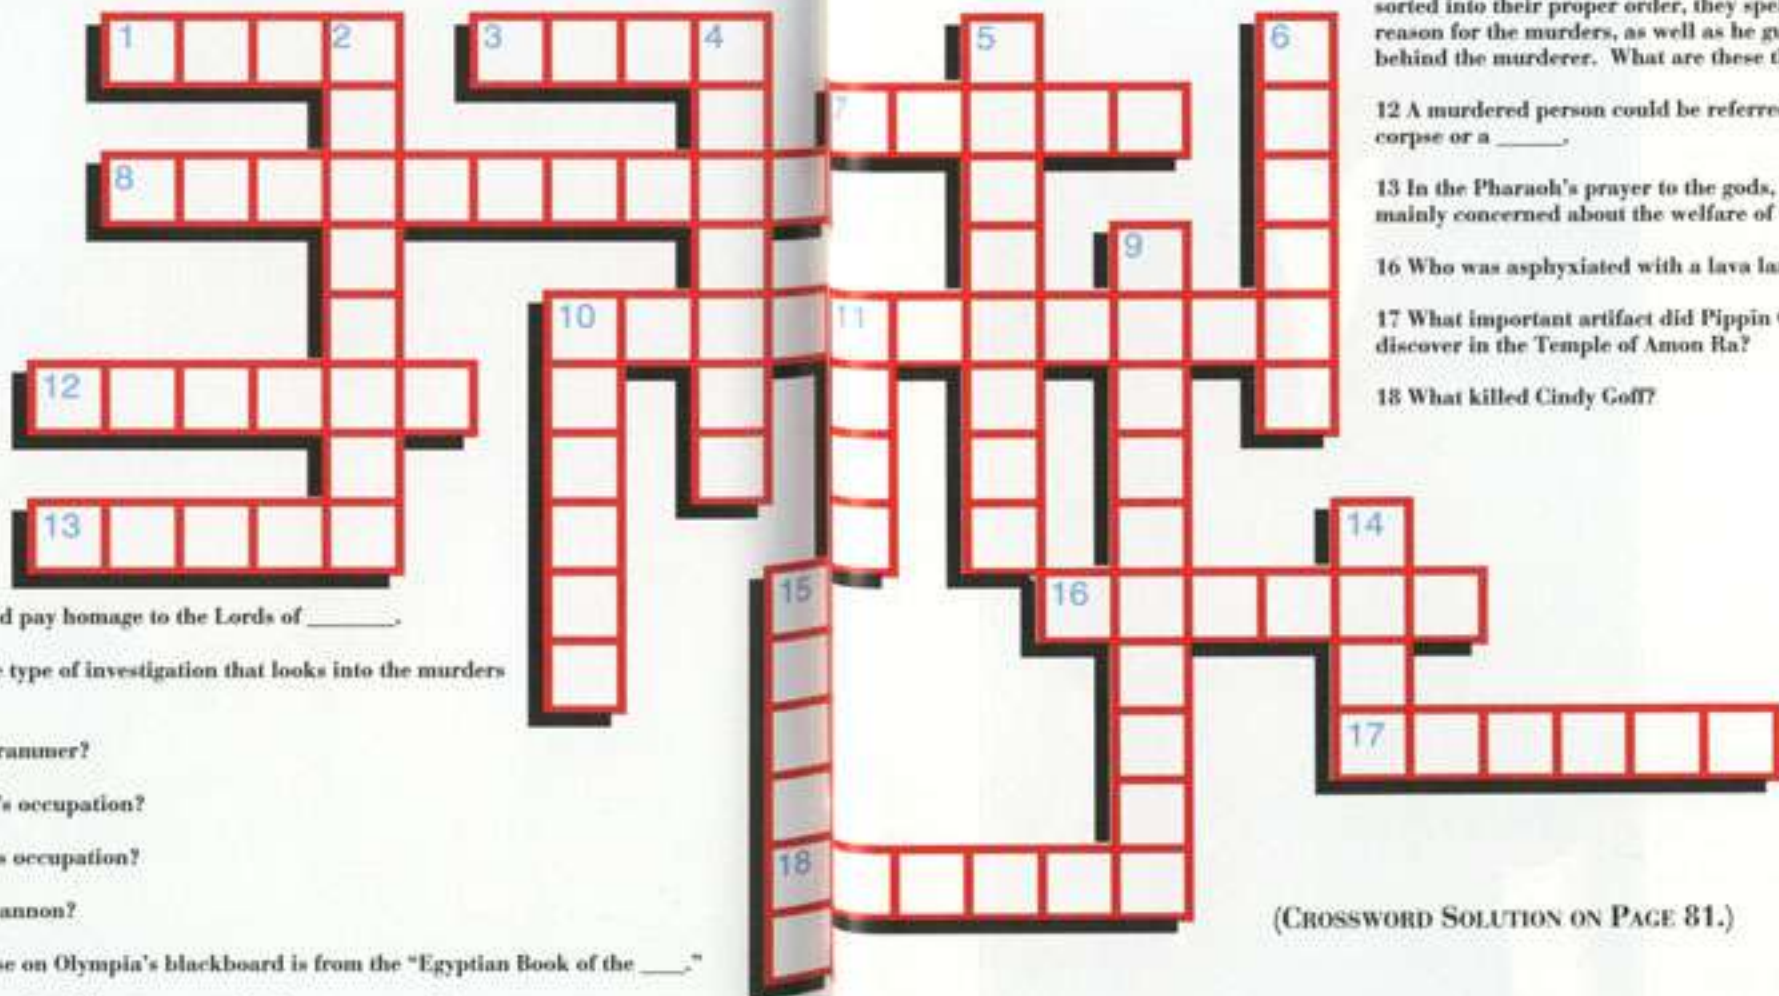 1 2 3 4 5 6
7
8
9
10 11
12
13
14
15 16
17
18
sorted into their proper order, they
reason for the murders, as well as he
behind the murderer. What are these
12 A murdered person could be
corpse or a ______.
13 In the Pharaoh's prayer to the gods,
mainly concerned about the welfare of
16 Who was asphyxiated with a lava
17 What important artifact did Pippin
discover in the Temple of Amon Ra?
18 What killed Cindy Goff?
pay homage to the Lords of ______.
type of investigation that looks into the murders
rammer?
's occupation?
s occupation?
annon?
on Olympia's blackboard is from the "Egyptian Book of the ____."
(CROSSWORD SOLUTION ON PAGE 81.)